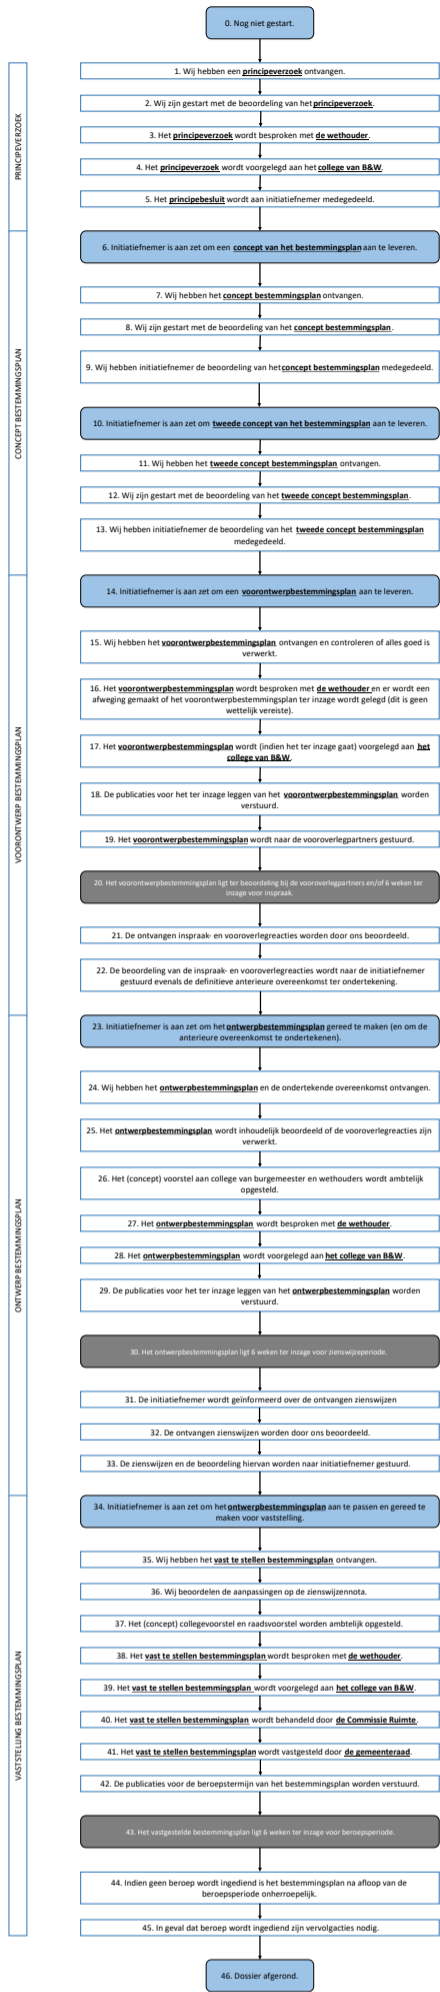 0. Nog niet gestart.
PRINCIPEVERZOEK
1. Wij hebben een principeverzoek ontvangen.
2. Wij zijn gestart met de beoordeling van het principeverzoek.
3. Het principeverzoek wordt besproken met de wethouder.
4. Het principeverzoek wordt voorgelegd aan het college van B&W.
5. Het principebesluit wordt aan initiatiefnemer medegedeeld.
CONCEPT BESTEMMINGSPLAN
6. Initiatiefnemer is aan zet om een concept van het bestemmingsplan aan te leveren.
7. Wij hebben het concept bestemmingsplan ontvangen.
8. Wij zijn gestart met de beoordeling van het concept bestemmingsplan.
9. Wij hebben initiatiefnemer de beoordeling van het concept bestemmingsplan medegedeeld.
10. Initiatiefnemer is aan zet om tweede concept van het bestemmingsplan aan te leveren.
11. Wij hebben het tweede concept bestemmingsplan ontvangen.
12. Wij zijn gestart met de beoordeling van het tweede concept bestemmingsplan.
13. Wij hebben initiatiefnemer de beoordeling van het tweede concept bestemmingsplan
medegedeeld.
VOORONTWERP BESTEMMINGSPLAN
14. Initiatiefnemer is aan zet om een voorontwerpbestemmingsplan aan te leveren.
15. Wij hebben het voorontwerpbestemmingsplan ontvangen en controleren of alles goed is
verwerkt.
16. Het voorontwerpbestemmingsplan wordt besproken met de wethouder en er wordt een
afweging gemaakt of het voorontwerpbestemmingsplan ter inzage wordt gelegd (dit is geen
wettelijk vereiste).
17. Het voorontwerpbestemmingsplan wordt (indien het ter inzage gaat) voorgelegd aan het
college van B&W.
18. De publicaties voor het ter inzage leggen van het voorontwerpbestemmingsplan worden
verstuurd.
19. Het voorontwerpbestemmingsplan wordt naar de vooroverlegpartners gestuurd.
20. Het voorontwerpbestemmingsplan ligt ter beoordeling bij de vooroverlegpartners en/of 6 weken ter
inzage voor inspraak.
21. De ontvangen inspraak- en vooroverlegreacties worden door ons beoordeeld.
22. De beoordeling van de inspraak- en vooroverlegreacties wordt naar de initiatiefnemer
gestuurd evenals de definitieve anterieure overeenkomst ter ondertekening.
ONTWERP BESTEMMINGSPLAN
23. Initiatiefnemer is aan zet om het ontwerpbestemmingsplan gereed te maken (en om de
anterieure overeenkomst te ondertekenen).
24. Wij hebben het ontwerpbestemmingsplan en de ondertekende overeenkomst ontvangen.
25. Het ontwerpbestemmingsplan wordt inhoudelijk beoordeeld of de vooroverlegreacties zijn
verwerkt.
26. Het (concept) voorstel aan college van burgemeester en wethouders wordt ambtelijk
opgesteld.
27. Het ontwerpbestemmingsplan wordt besproken met de wethouder.
28. Het ontwerpbestemmingsplan wordt voorgelegd aan het college van B&W.
29. De publicaties voor het ter inzage leggen van het ontwerpbestemmingsplan worden
verstuurd.
30. Het ontwerpbestemmingsplan ligt 6 weken ter inzage voor zienswijzeperiode.
31. De initiatiefnemer wordt geïnformeerd over de ontvangen zienswijzen
32. De ontvangen zienswijzen worden door ons beoordeeld.
33. De zienswijzen en de beoordeling hiervan worden naar initiatiefnemer gestuurd.
VASTSTELLING BESTEMMINGSPLAN
34. Initiatiefnemer is aan zet om het ontwerpbestemmingsplan aan te passen en gereed te
maken voor vaststelling.
35. Wij hebben het vast te stellen bestemmingsplan ontvangen.
36. Wij beoordelen de aanpassingen op de zienswijzennota.
37. Het (concept) collegevoorstel en raadsvoorstel worden ambtelijk opgesteld.
38. Het vast te stellen bestemmingsplan wordt besproken met de wethouder.
39. Het vast te stellen bestemmingsplan wordt voorgelegd aan het college van B&W.
40. Het vast te stellen bestemmingsplan wordt behandeld door de Commissie Ruimte.
41. Het vast te stellen bestemmingsplan wordt vastgesteld door de gemeenteraad.
42. De publicaties voor de beroepstermijn van het bestemmingsplan worden verstuurd.
43. Het vastgestelde bestemmingsplan ligt 6 weken ter inzage voor beroepsperiode.
44. Indien geen beroep wordt ingediend is het bestemmingsplan na afloop van de
beroepsperiode onherroepelijk.
45. In geval dat beroep wordt ingediend zijn vervolgacties nodig.
46. Dossier afgerond.